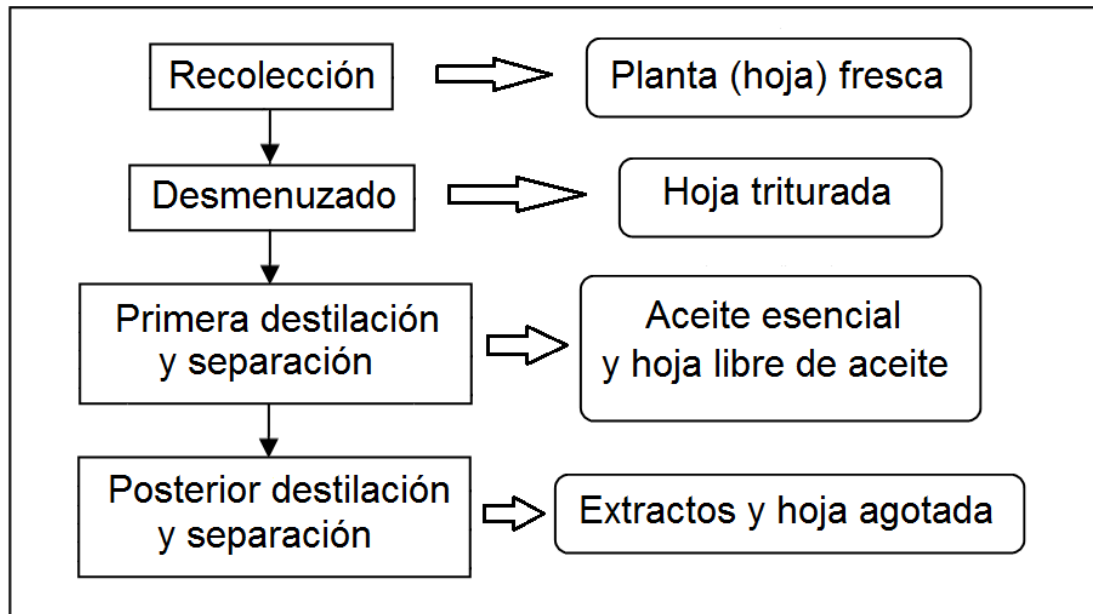 Recolección
Planta (hoja) fresca
Desmenuzado
Hoja triturada
Primera destilación
y separación
Aceite esencial
y hoja libre de aceite
Posterior destilación
y separación
Extractos y hoja agotada